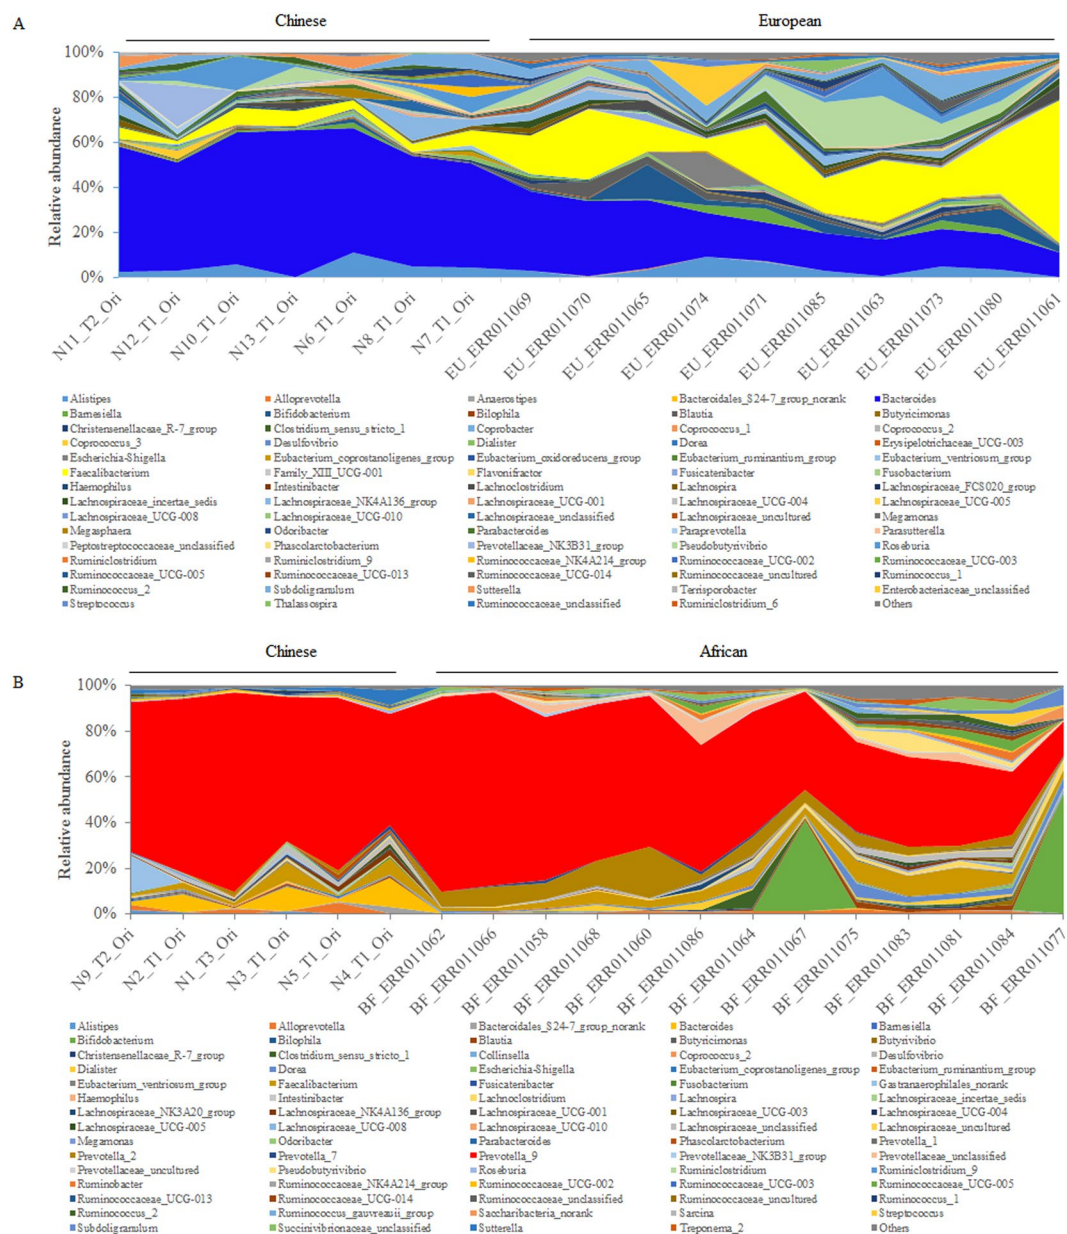 A
Chinese European
100%
80%
60%
40%
20%
0%
Relative abundance
N11_T2_Ori N12_T1_Ori N10_T1_Ori N13_T1_Ori N6_T1_Ori N8_T1_Ori N7_T1_Ori EU_ERR011069 EU_ERR011070 EU_ERR011065 EU_ERR011074 EU_ERR011071 EU_ERR011085 EU_ERR011063 EU_ERR011073 EU_ERR011080 EU_ERR011061
Alistipes Alloprevotella Anaerostipes Bacteroidales_S24-7_group_norank Bacteroides
Barnesiella Bifidobacterium Bilophila Blautia Butyricimonas
Christensenellaceae_R-7_group Clostridium_sensu_stricto_1 Coprobacter Coprococcus_1 Coprococcus_2
Coprococcus_3 Desulfovibrio Dialister Dorea Erysipelotrichaceae_UCG-003
Escherichia-Shigella Eubacterium_coprostanoligenes_group Eubacterium_oxidoreducens_group Eubacterium_ruminantium_group Eubacterium_ventriosum_group
Faecalibacterium Family_XIII_UCG-001 Flavonifractor Fusicatenibacter Fusobacterium
Haemophilus Intestinibacter Lachnoclostridium Lachnospira Lachnospiraceae_FCS020_group
Lachnospiraceae_incertae_sedis Lachnospiraceae_NK4A136_group Lachnospiraceae_UCG-001 Lachnospiraceae_UCG-004 Lachnospiraceae_UCG-005
Lachnospiraceae_UCG-008 Lachnospiraceae_UCG-010 Lachnospiraceae_unclassified Lachnospiraceae_uncultured Megamonas
Megasphaera Odoribacter Parabacteroides Paraprevotella Parasutterella
Peptostreptococcaceae_unclassified Phascolarctobacterium Prevotellaceae_NK3B31_group Pseudobutyrivibrio Roseburia
Ruminiclostridium Ruminiclostridium_9 Ruminococcaceae_NK4A214_group Ruminococcaceae_UCG-002 Ruminococcaceae_UCG-003
Ruminococcaceae_UCG-005 Ruminococcaceae_UCG-013 Ruminococcaceae_UCG-014 Ruminococcaceae_uncultured Ruminococcus_1
Ruminococcus_2 Subdoligranulum Sutterella Terrisporobacter Enterobacteriaceae_unclassified
Streptococcus Thalassospira Ruminococcaceae_unclassified Ruminiclostridium_6 Others
Chinese African
B
100%
80%
60%
40%
20%
0%
Relative abundance
N9_T2_Ori N2_T1_Ori N1_T3_Ori N3_T1_Ori N5_T1_Ori N4_T1_Ori BF_ERR011062 BF_ERR011066 BF_ERR011058 BF_ERR011068 BF_ERR011060 BF_ERR011086 BF_ERR011064 BF_ERR011067 BF_ERR011075 BF_ERR011083 BF_ERR011081 BF_ERR011084 BF_ERR011077
Alistipes Alloprevotella Bacteroidales_S24-7_group_norank Bacteroides Barnesiella
Bifidobacterium Bilophila Blautia Butyricimonas Butyrivibrio
Christensenellaceae_R-7_group Clostridium_sensu_stricto_1 Collinsella Coprococcus_2 Desulfovibrio
Dialister Dorea Escherichia-Shigella Eubacterium_coprostanoligenes_group Eubacterium_ruminantium_group
Eubacterium_ventriosum_group Faecalibacterium Fusicatenibacter Fusobacterium Gastranaerophilales_norank
Haemophilus Intestinibacter Lachnoclostridium Lachnospira Lachnospiraceae_incertae_sedis
Lachnospiraceae_NK3A20_group Lachnospiraceae_NK4A136_group Lachnospiraceae_UCG-001 Lachnospiraceae_UCG-003 Lachnospiraceae_UCG-004
Lachnospiraceae_UCG-005 Lachnospiraceae_UCG-008 Lachnospiraceae_UCG-010 Lachnospiraceae_unclassified Lachnospiraceae_uncultured
Megamonas Odoribacter Parabacteroides Phascolarctobacterium Prevotella_1
Prevotella_2 Prevotella_7 Prevotella_9 Prevotellaceae_NK3B31_group Prevotellaceae_unclassified
Prevotellaceae_uncultured Pseudobutyrivibrio Roseburia Ruminiclostridium Ruminiclostridium_9
Ruminobacter Ruminococcaceae_NK4A214_group Ruminococcaceae_UCG-002 Ruminococcaceae_UCG-003 Ruminococcaceae_UCG-005
Ruminococcaceae_UCG-013 Ruminococcaceae_UCG-014 Ruminococcaceae_unclassified Ruminococcaceae_uncultured Ruminococcus_1
Ruminococcus_2 Ruminococcus_gauvreauii_group Saccharibacteria_norank Sarcina Streptococcus
Subdoligranulum Succinivibrionaceae_unclassified Sutterella Treponema_2 Others